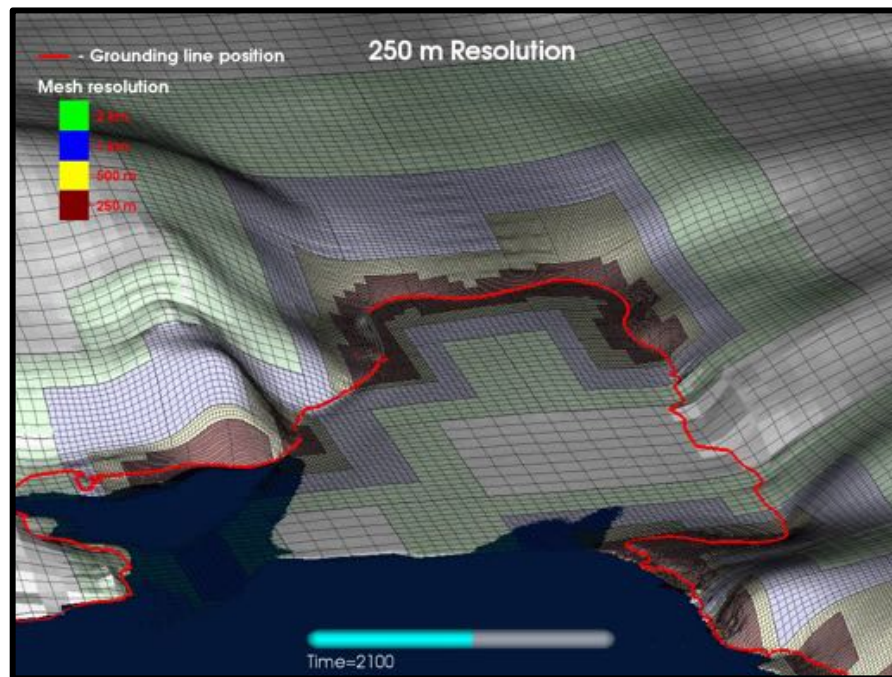 - Grounding line position
250 m Resolution
Mesh resolution
2 km
1 km
500 m
250 m
Time=2100